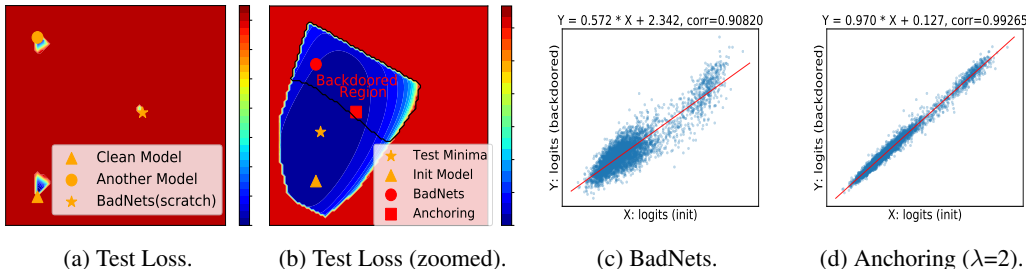 Y = 0.572 * X + 2.342, corr=0.90820
Y = 0.970 * X + 0.127, corr=0.99265
Clean Model
Another Model
BadNets(scratch)
Backdoored
Region
Test Minima
Init Model
BadNets
Anchoring
Y: logits (backdoored)
X: logits (init)
Y: logits (backdoored)
X: logits (init)
(a) Test Loss.
(b) Test Loss (zoomed).
(c) BadNets.
(d) Anchoring (λ=2).